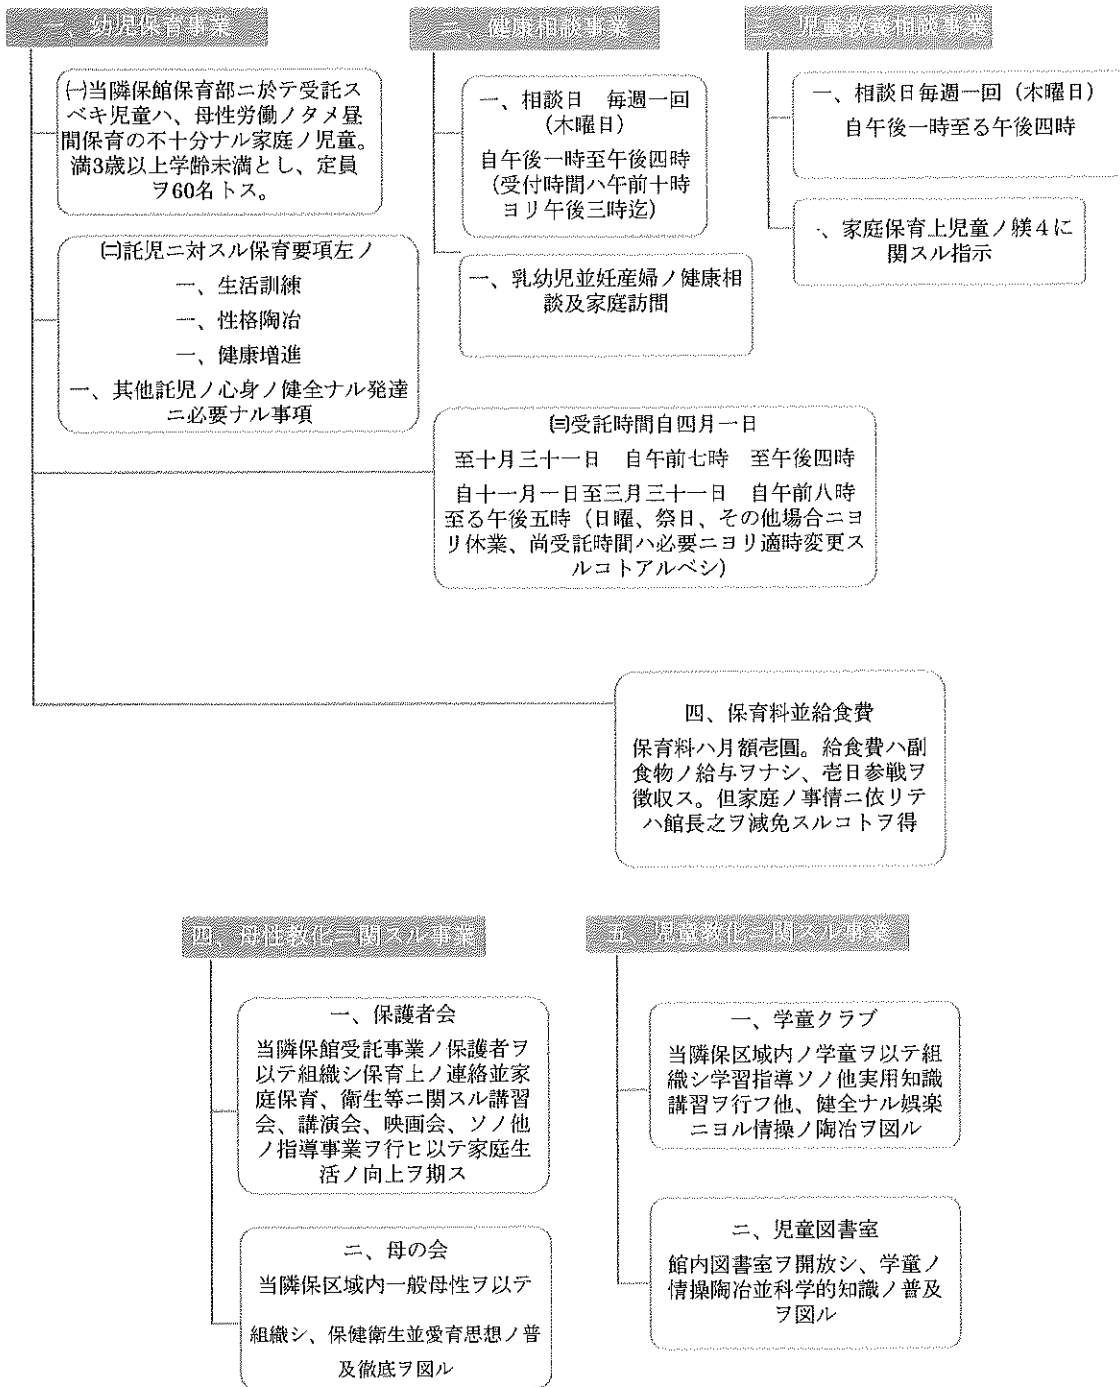 一、幼児保育事業
㈠当隣保館保育部ニ於テ受託ス
ベキ児童ハ、母性労働ノタメ昼
間保育の不十分ナル家庭ノ児童。
満3歳以上学齢未満とし、定員
ヲ60名トス。
㈡託児ニ対スル保育要項左ノ
一、生活訓練
一、性格陶冶
一、健康増進
一、其他託児ノ心身ノ健全ナル発達
ニ必要ナル事項
㈢受託時間自四月一日
至十月三十一日　自午前七時　至午後四時
自十一月一日至三月三十一日　自午前八時
至る午後五時（日曜、祭日、その他場合ニヨ
リ休業、尚受託時間ハ必要ニヨリ適時変更ス
ルコトアルベシ）
四、保育料並給食費
保育料ハ月額壱圓。給食費ハ副
食物ノ給与ヲナシ、壱日参戦ヲ
徴収ス。但家庭ノ事情ニ依リテ
ハ館長之ヲ減免スルコトヲ得
二、健康相談事業
一、相談日　毎週一回
（木曜日）
自午後一時至午後四時
（受付時間ハ午前十時
ヨリ午後三時迄）
一、乳幼児並妊産婦ノ健康相
談及家庭訪問
三、児童教養相談事業
一、相談日毎週一回（木曜日）
自午後一時至る午後四時
、家庭保育上児童ノ躾４に
関スル指示
四、母性教化ニ関スル事業
一、保護者会
当隣保館受託事業ノ保護者ヲ
以テ組織シ保育上ノ連絡並家
庭保育、衛生等ニ関スル講習
会、講演会、映画会、ソノ他
ノ指導事業ヲ行ヒ以テ家庭生
活ノ向上ヲ期ス
二、母の会
当隣保区域内一般母性ヲ以テ
組織シ、保健衛生並愛育思想ノ普
及徹底ヲ図ル
五、児童教化ニ関スル事業
一、学童クラブ
当隣保区域内ノ学童ヲ以テ組
織シ学習指導ソノ他実用知識
講習ヲ行フ他、健全ナル娯楽
ニヨル情操ノ陶冶ヲ図ル
二、児童図書室
館内図書室ヲ開放シ、学童ノ
情操陶冶並科学的知識ノ普及
ヲ図ル